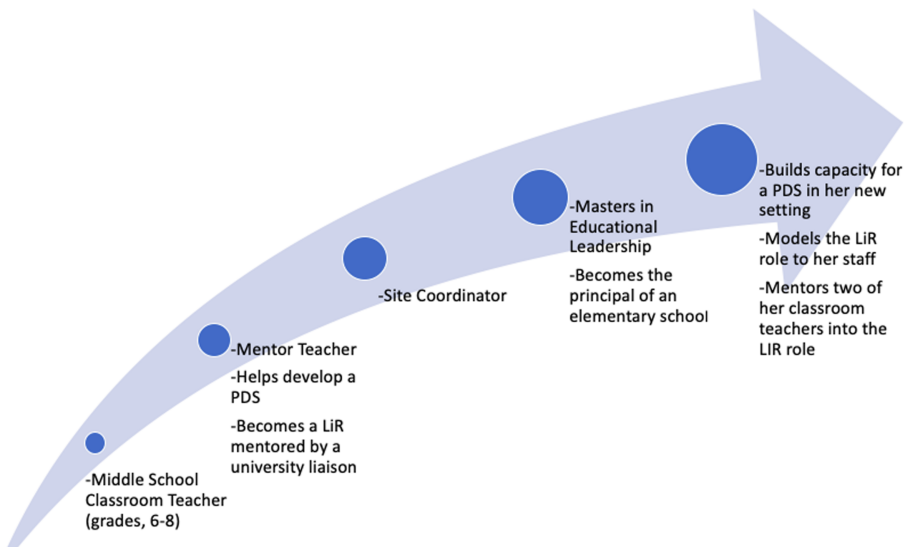 -Middle School
Classroom Teacher
(grades, 6-8)
-Mentor Teacher
-Helps develop a
PDS
-Becomes a LiR
mentored by a
university liaison
-Site Coordinator
-Masters in
Educational
Leadership
-Becomes the
principal of an
elementary school
-Builds capacity for
a PDS in her new
setting
-Models the LiR
role to her staff
-Mentors two of
her classroom
teachers into the
LIR role